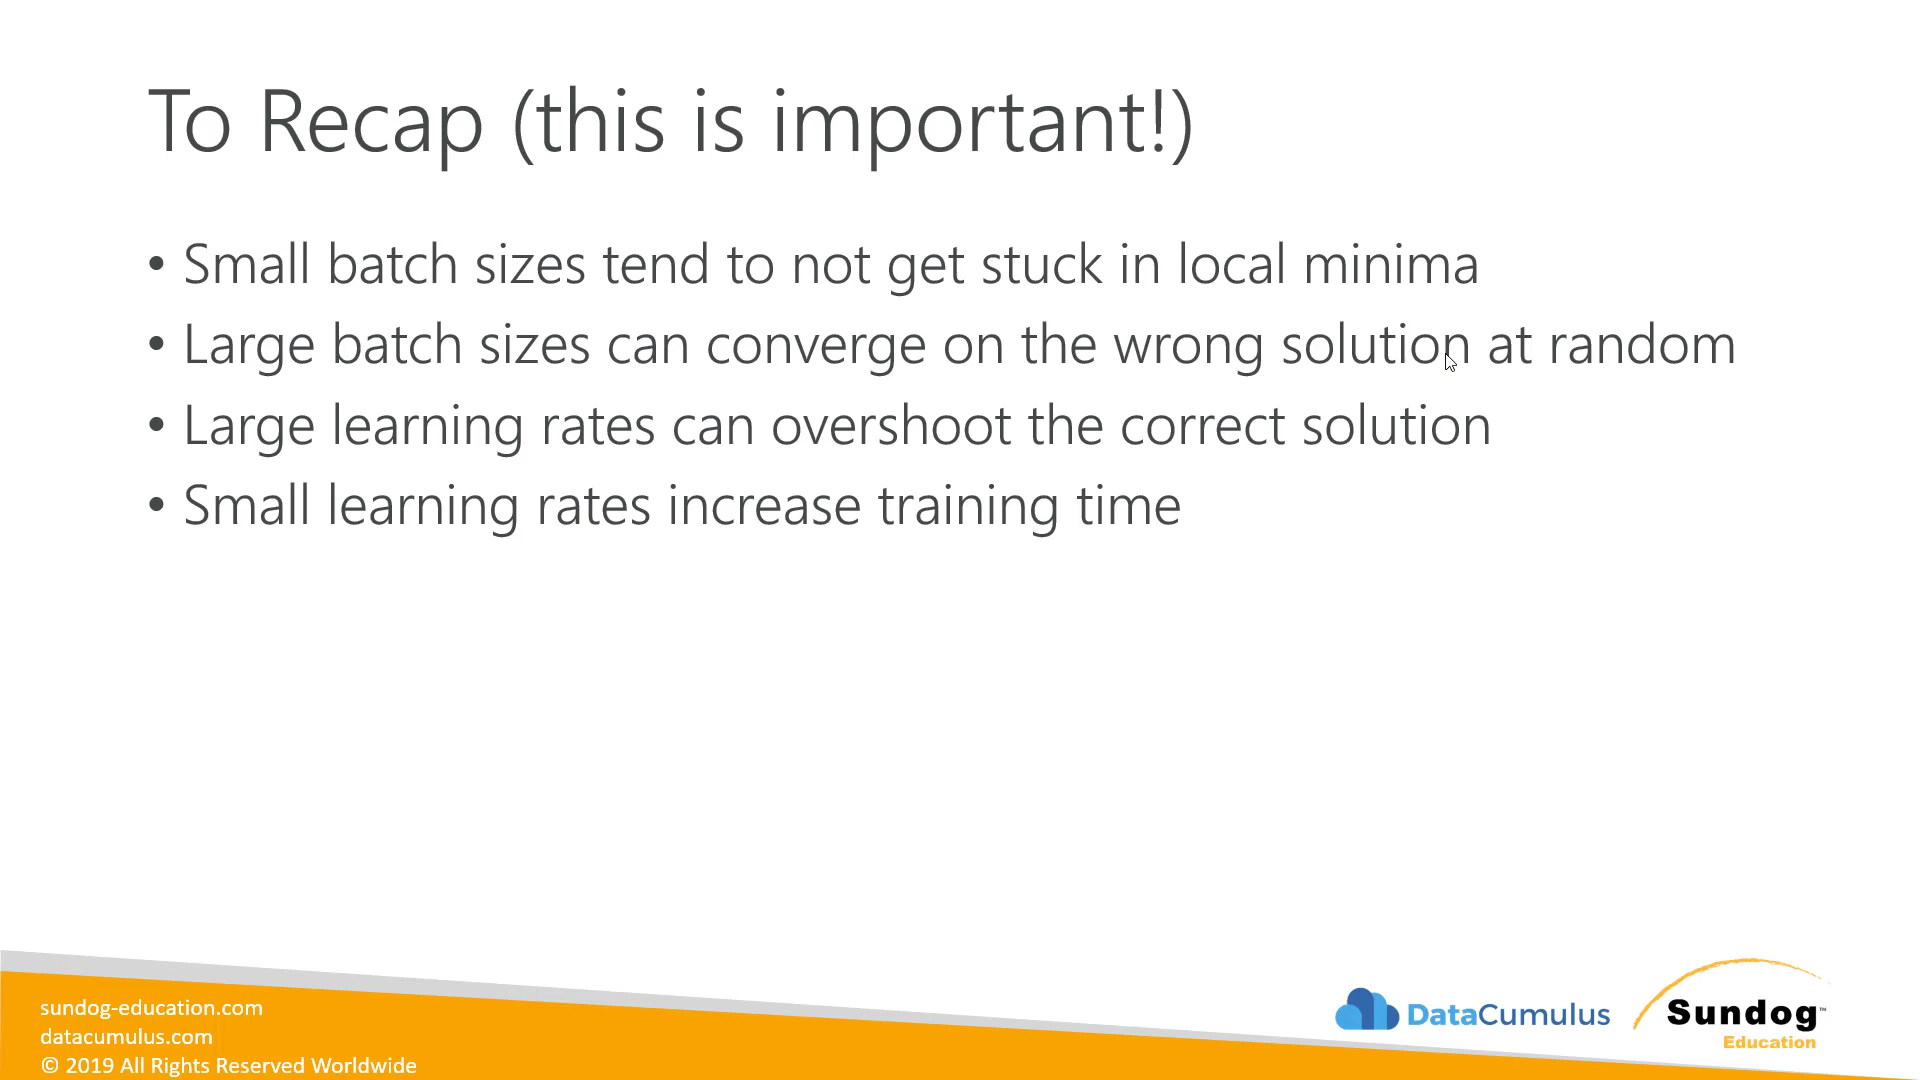 To Recap (this is important!)
• Small batch sizes tend to not get stuck in local minima
• Large batch sizes can converge on the wrong solution at random
• Large learning rates can overshoot the correct solution
• Small learning rates increase training time
sundog-education.com
datacumulus.com
© 2019 All Rights Reserved Worldwide
DataCumulus
Sundog™
Education